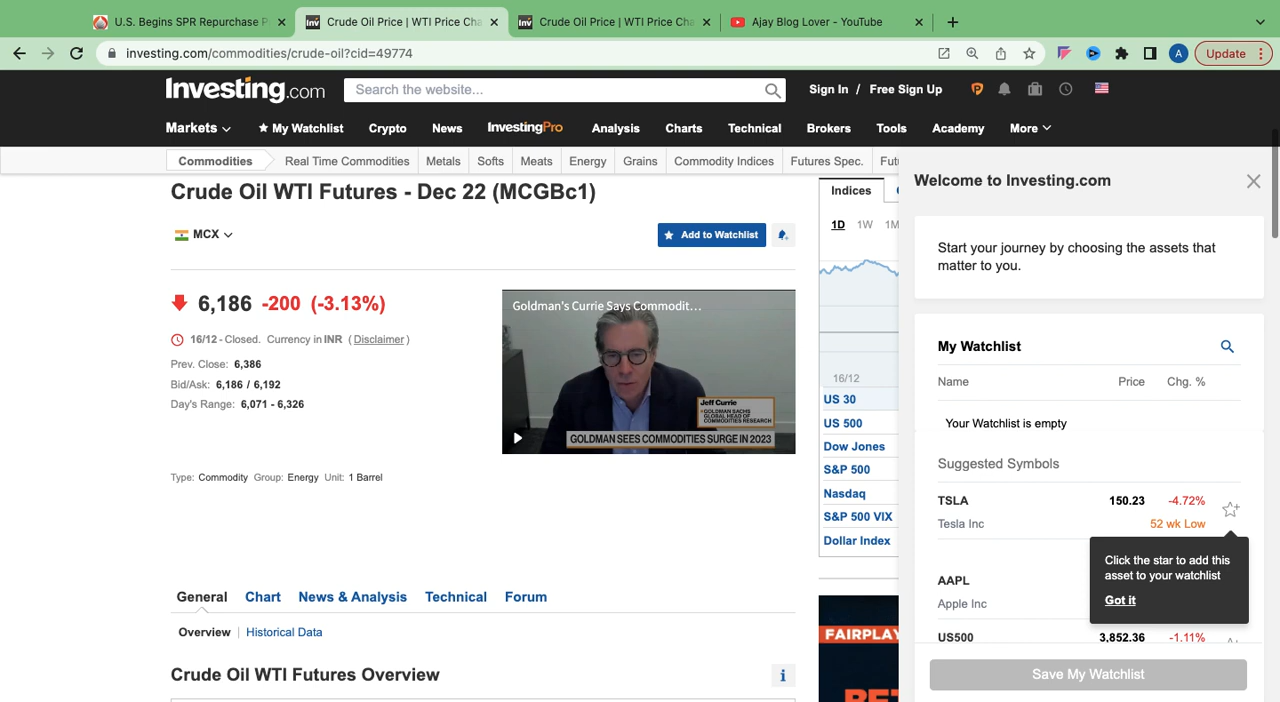 U.S. Begins SPR Repurchase P
Crude Oil Price | WTI Price Cha
Crude Oil Price | WTI Price Cha
Ajay Blog Lover - YouTube
investing.com/commodities/crude-oil?cid=49774
A
Update
Investing.com
Search the website...
Sign In / Free Sign Up
Markets
My Watchlist
Crypto
News
InvestingPro
Analysis
Charts
Technical
Brokers
Tools
Academy
More
Commodities
Real Time Commodities
Metals
Softs
Meats
Energy
Grains
Commodity Indices
Futures Spec.
Fut
Crude Oil WTI Futures - Dec 22 (MCGBc1)
MCX
Add to Watchlist
6,186 -200 (-3.13%)
16/12 - Closed. Currency in INR ( Disclaimer )
Prev. Close: 6,386
Bid/Ask: 6,186 / 6,192
Day's Range: 6,071 - 6,326
Goldman's Currie Says Commodit...
Jeff Currie
GOLDMAN SACHS
GLOBAL HEAD OF
COMMODITIES RESEARCH
GOLDMAN SEES COMMODITIES SURGE IN 2023
Type: Commodity Group: Energy Unit: 1 Barrel
General
Chart
News & Analysis
Technical
Forum
Overview
Historical Data
Crude Oil WTI Futures Overview
Indices
1D
1W
1M
16/12
US 30
US 500
Dow Jones
S&P 500
Nasdaq
S&P 500 VIX
Dollar Index
FAIRPLAY
BET
Welcome to Investing.com
Start your journey by choosing the assets that
matter to you.
My Watchlist
Name Price Chg. %
Your Watchlist is empty
Suggested Symbols
TSLA 150.23 -4.72%
Tesla Inc 52 wk Low
Click the star to add this
asset to your watchlist
Got it
AAPL
Apple Inc
US500 3,852.36 -1.11%
Save My Watchlist